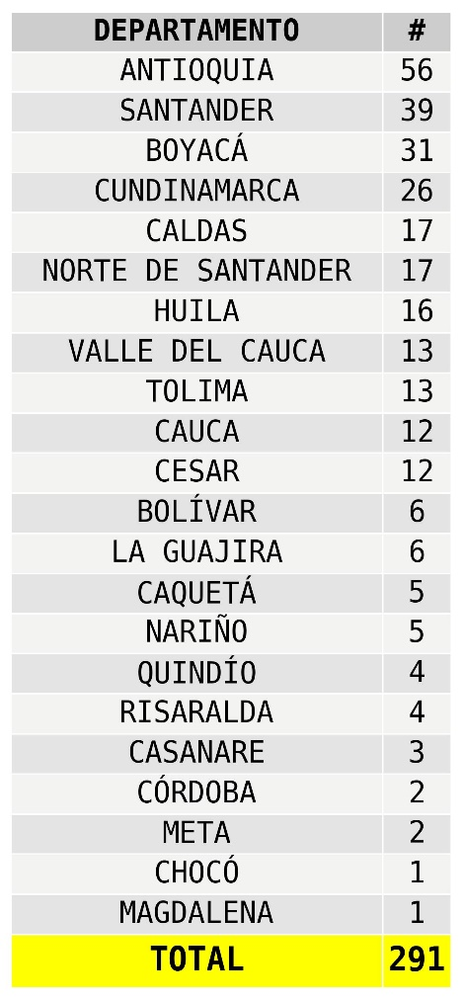 DEPARTAMENTO #
ANTIOQUIA 56
SANTANDER 39
BOYACÁ 31
CUNDINAMARCA 26
CALDAS 17
NORTE DE SANTANDER 17
HUILA 16
VALLE DEL CAUCA 13
TOLIMA 13
CAUCA 12
CESAR 12
BOLÍVAR 6
LA GUAJIRA 6
CAQUETÁ 5
NARIÑO 5
QUINDÍO 4
RISARALDA 4
CASANARE 3
CÓRDOBA 2
META 2
CHOCÓ 1
MAGDALENA 1
TOTAL 291